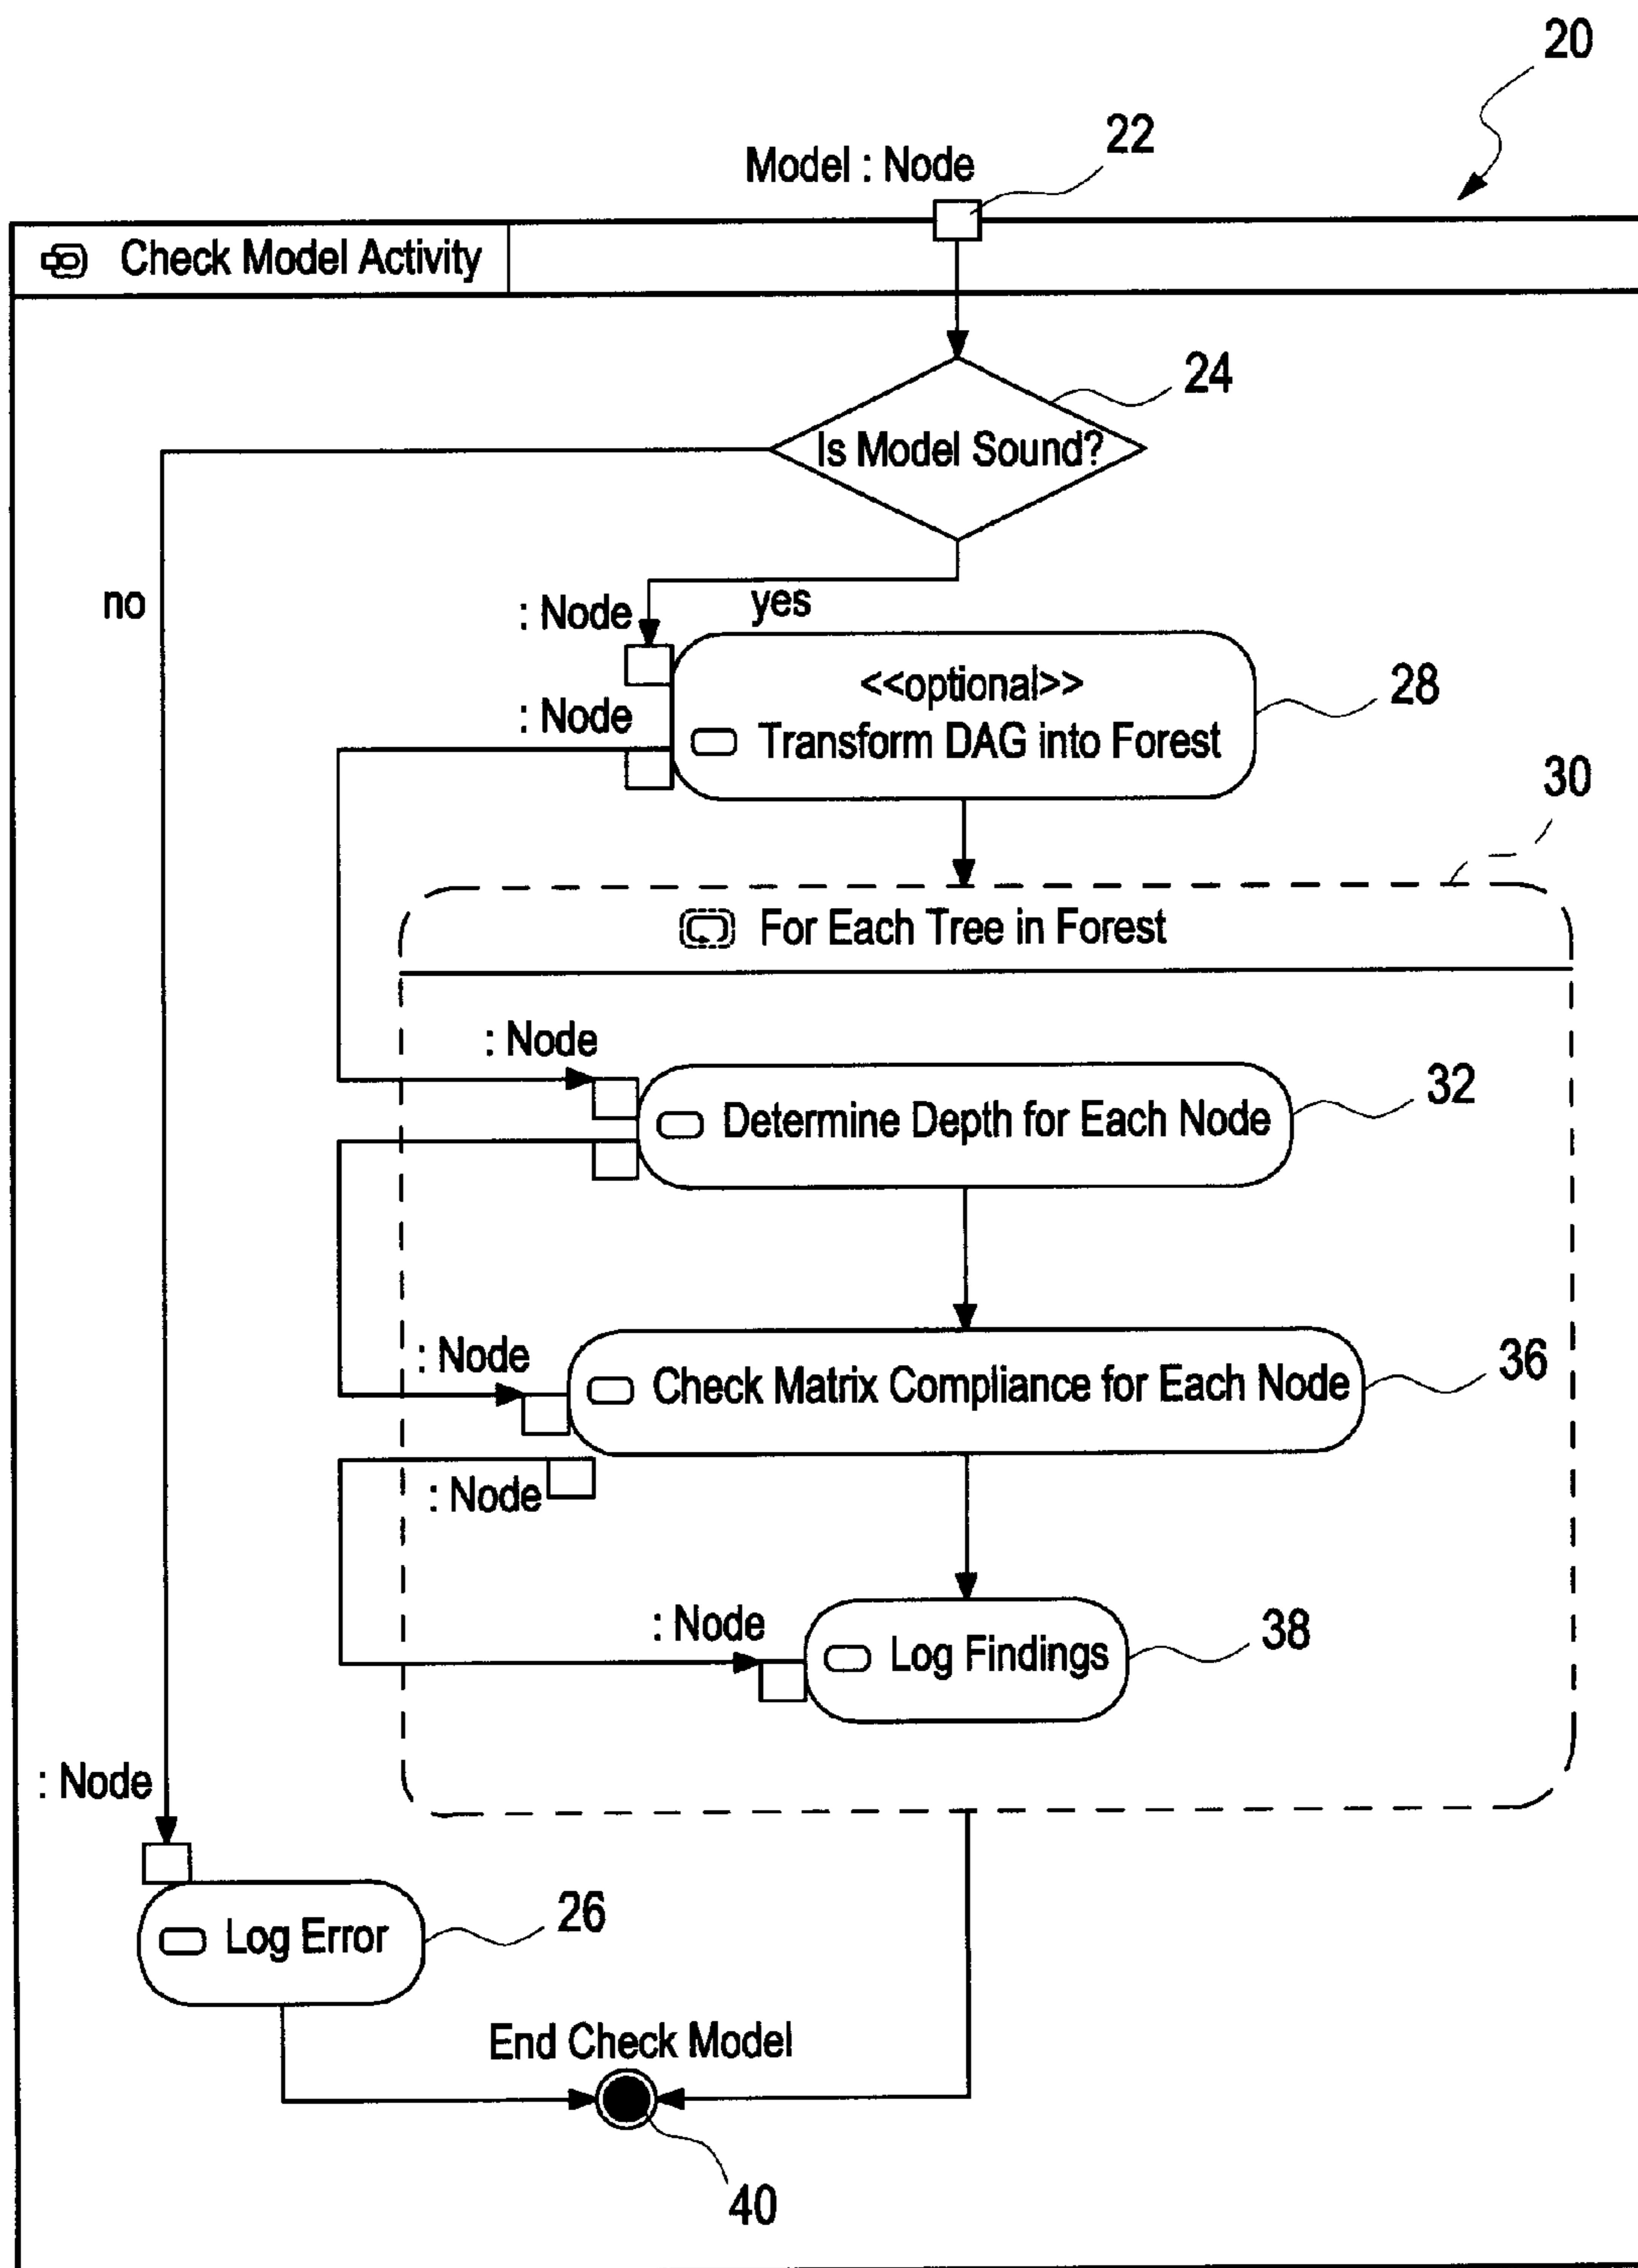 20
22
Model : Node
Check Model Activity
24
Is Model Sound?
no
: Node
yes
<<optional>>
28
: Node
Transform DAG into Forest
30
For Each Tree in Forest
: Node
32
Determine Depth for Each Node
: Node
36
Check Matrix Compliance for Each Node
: Node
: Node
38
Log Findings
: Node
26
Log Error
End Check Model
40